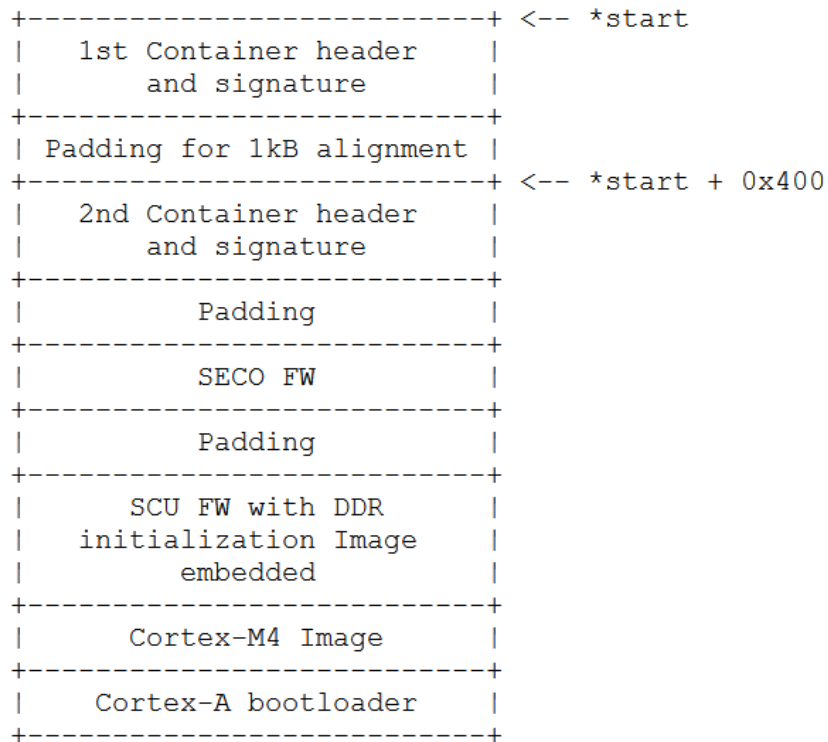 +---------------------------+ <-- *start
|   1st Container header    |
|       and signature       |
+---------------------------+
| Padding for 1kB alignment |
+---------------------------+ <-- *start + 0x400
|   2nd Container header    |
|       and signature       |
+---------------------------+
|          Padding          |
+---------------------------+
|          SECO FW          |
+---------------------------+
|          Padding          |
+---------------------------+
|      SCU FW with DDR      |
|   initialization Image    |
|         embedded          |
+---------------------------+
|      Cortex-M4 Image      |
+---------------------------+
|    Cortex-A bootloader    |
+---------------------------+